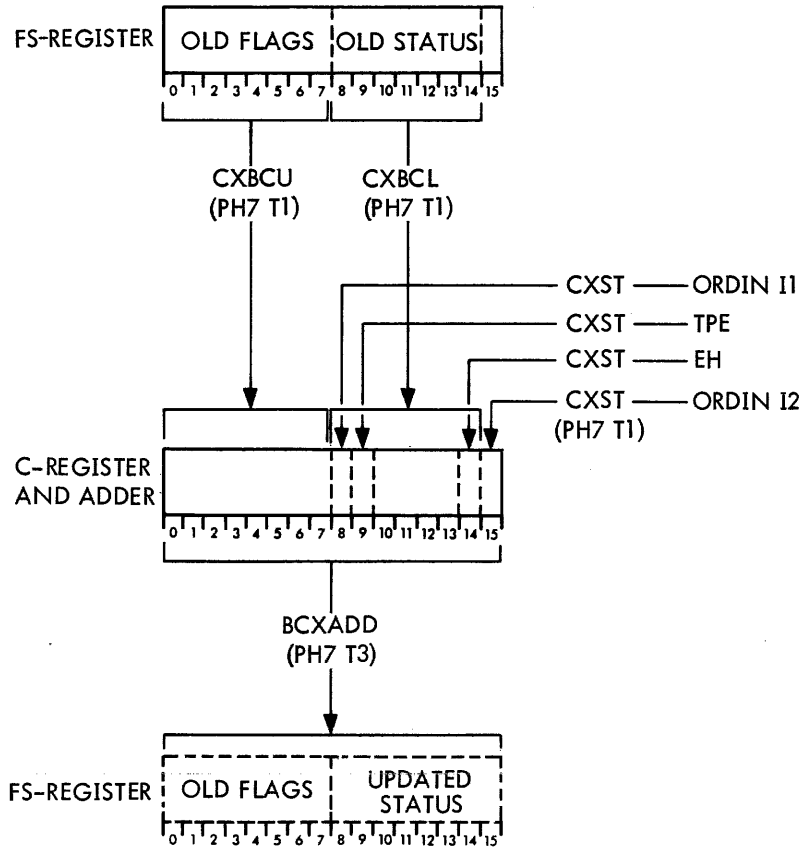 FS-REGISTER
OLD FLAGS
OLD STATUS
0 1 2 3 4 5 6 7 8 9 10 11 12 13 14 15
CXBCU
(PH7 T1)
CXBCL
(PH7 T1)
CXST ORDIN I1
CXST TPE
CXST EH
CXST ORDIN I2
(PH7 T1)
C-REGISTER
AND ADDER
0 1 2 3 4 5 6 7 8 9 10 11 12 13 14 15
BCXADD
(PH7 T3)
FS-REGISTER
OLD FLAGS
UPDATED
STATUS
0 1 2 3 4 5 6 7 8 9 10 11 12 13 14 15